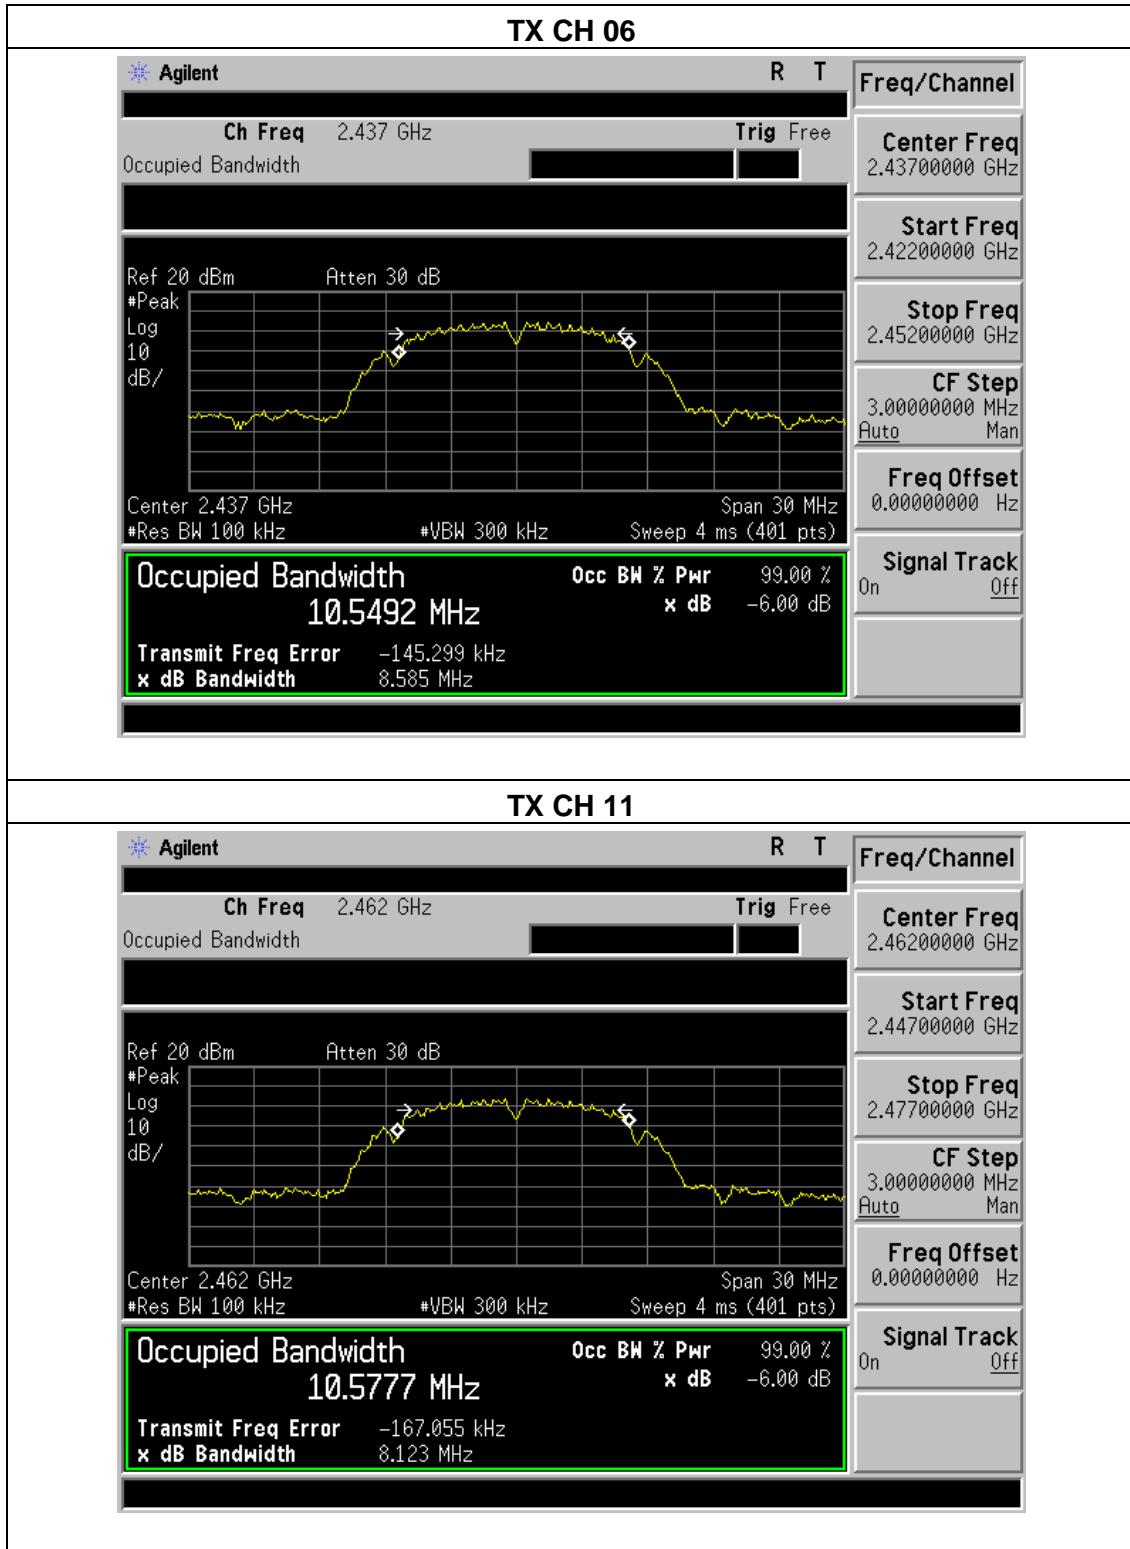 TX CH 06
Agilent R T
Freq/Channel
Ch Freq 2.437 GHz Trig Free
Occupied Bandwidth
Center Freq
2.43700000 GHz
Start Freq
2.42200000 GHz
Stop Freq
2.45200000 GHz
CF Step
3.00000000 MHz
Auto Man
Freq Offset
0.00000000 Hz
Signal Track
On Off
Ref 20 dBm Atten 30 dB
#Peak
Log
10
dB/
Center 2.437 GHz Span 30 MHz
#Res BW 100 kHz #VBW 300 kHz Sweep 4 ms (401 pts)
Occupied Bandwidth Occ BW % Pwr 99.00 %
10.5492 MHz x dB -6.00 dB
Transmit Freq Error -145.299 kHz
x dB Bandwidth 8.585 MHz
TX CH 11
Agilent R T
Freq/Channel
Ch Freq 2.462 GHz Trig Free
Occupied Bandwidth
Center Freq
2.46200000 GHz
Start Freq
2.44700000 GHz
Stop Freq
2.47700000 GHz
CF Step
3.00000000 MHz
Auto Man
Freq Offset
0.00000000 Hz
Signal Track
On Off
Ref 20 dBm Atten 30 dB
#Peak
Log
10
dB/
Center 2.462 GHz Span 30 MHz
#Res BW 100 kHz #VBW 300 kHz Sweep 4 ms (401 pts)
Occupied Bandwidth Occ BW % Pwr 99.00 %
10.5777 MHz x dB -6.00 dB
Transmit Freq Error -167.055 kHz
x dB Bandwidth 8.123 MHz